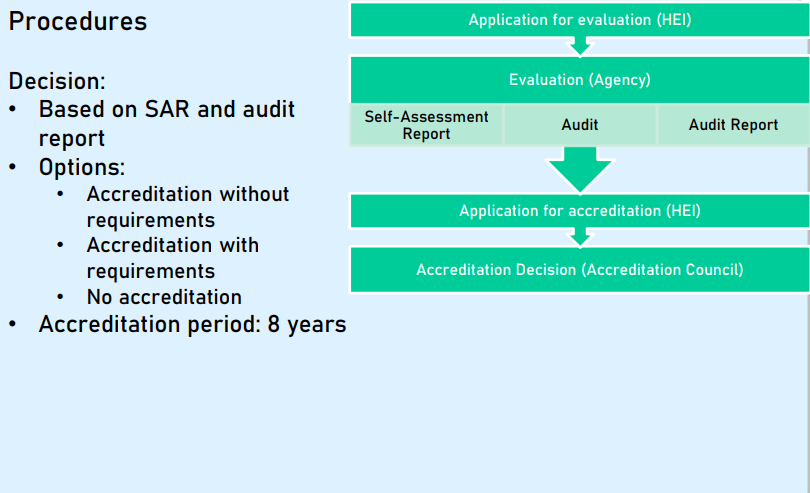 Procedures
Decision:
• Based on SAR and audit
report
• Options:
• Accreditation without
requirements
• Accreditation with
requirements
• No accreditation
• Accreditation period: 8 years
Application for evaluation (HEI)
Evaluation (Agency)
Self-Assessment
Report
Audit
Audit Report
Application for accreditation (HEI)
Accreditation Decision (Accreditation Council)